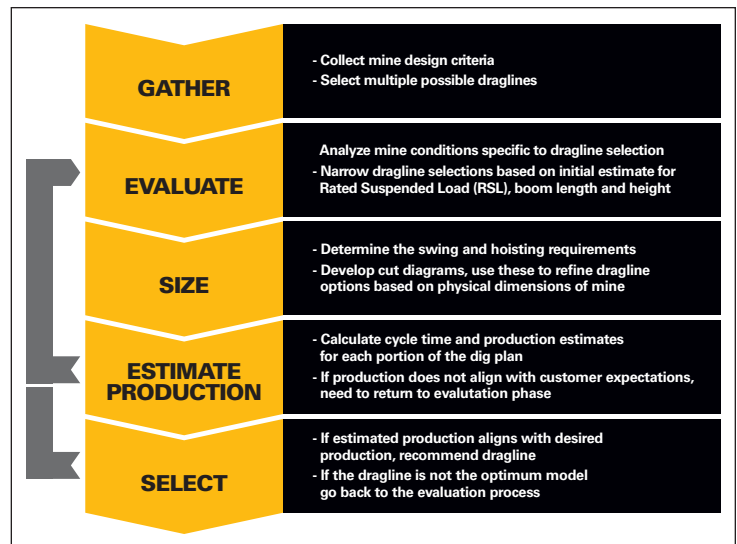 GATHER
- Collect mine design criteria
- Select multiple possible draglines
EVALUATE
Analyze mine conditions specific to dragline selection
- Narrow dragline selections based on initial estimate for
Rated Suspended Load (RSL), boom length and height
SIZE
- Determine the swing and hoisting requirements
- Develop cut diagrams, use these to refine dragline
options based on physical dimensions of mine
ESTIMATE
PRODUCTION
- Calculate cycle time and production estimates
for each portion of the dig plan
- If production does not align with customer expectations,
need to return to evalutation phase
SELECT
- If estimated production aligns with desired
production, recommend dragline
- If the dragline is not the optimum model
go back to the evaluation process